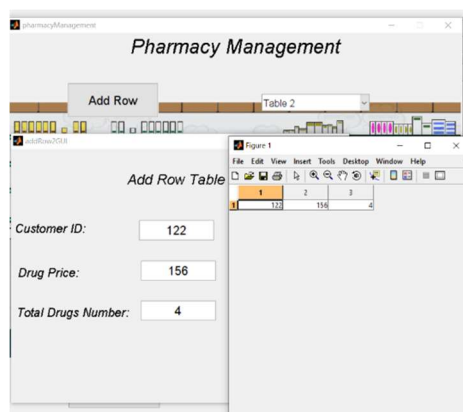 pharmacyManagement
Pharmacy Management
Add Row
Table 2
addRow2GUI
Add Row Table
Customer ID:
122
Drug Price:
156
Total Drugs Number:
4
Figure 1
File Edit View Insert Tools Desktop Window Help
1 2 3
1 122 156 4